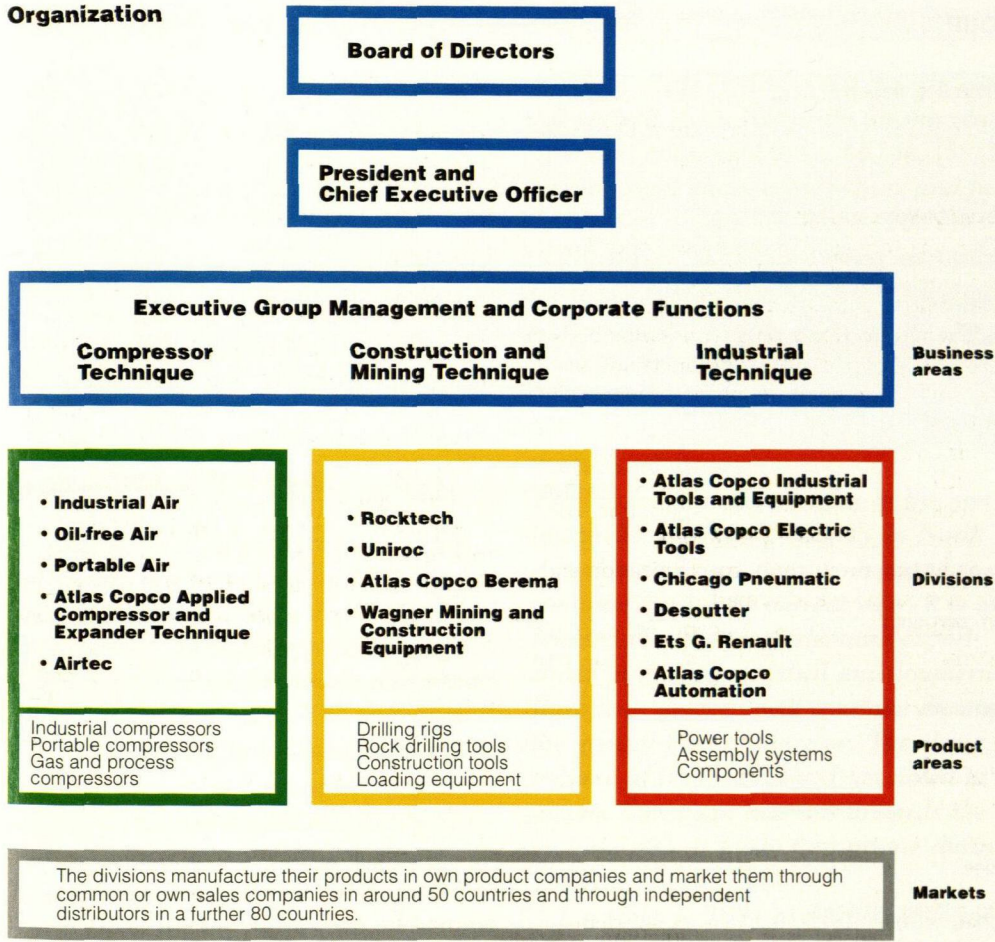 Organization
Board of Directors
President and
Chief Executive Officer
Executive Group Management and Corporate Functions
Compressor
Technique
Construction and
Mining Technique
Industrial
Technique
Business
areas
• Industrial Air
• Oil-free Air
• Portable Air
• Atlas Copco Applied
Compressor and
Expander Technique
• Airtec
• Rocktech
• Uniroc
• Atlas Copco Berema
• Wagner Mining and
Construction
Equipment
• Atlas Copco Industrial
Tools and Equipment
• Atlas Copco Electric
Tools
• Chicago Pneumatic
• Desoutter
• Ets G. Renault
• Atlas Copco
Automation
Divisions
Industrial compressors
Portable compressors
Gas and process
compressors
Drilling rigs
Rock drilling tools
Construction tools
Loading equipment
Power tools
Assembly systems
Components
Product
areas
The divisions manufacture their products in own product companies and market them through
common or own sales companies in around 50 countries and through independent
distributors in a further 80 countries.
Markets